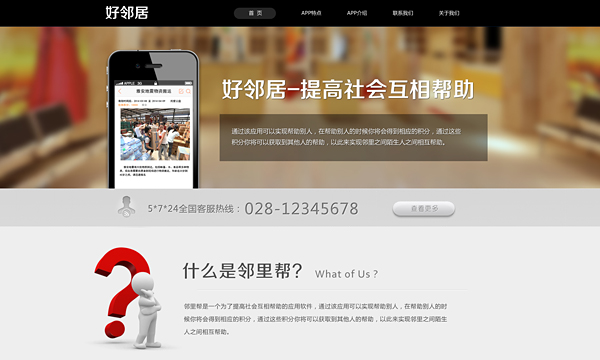 好邻居
首 页
APP特点
APP介绍
联系我们
关于我们
好邻居-提高社会互相帮助
通过该应用可以实现帮助别人，在帮助别人的时候你将会得到相应的积分，通过这些
积分你将可以获取到其他人的帮助，以此来实现邻里之间陌生人之间相互帮助。
5*7*24全国客服热线：028-12345678
查看更多
什么是邻里帮？ What of Us ?
邻里帮是一个为了提高社会互相帮助的应用软件，通过该应用可以实现帮助别人，在帮助别人的时
候你将会得到相应的积分，通过这些积分你将可以获取到其他人的帮助，以此来实现邻里之间陌生
人之间相互帮助。